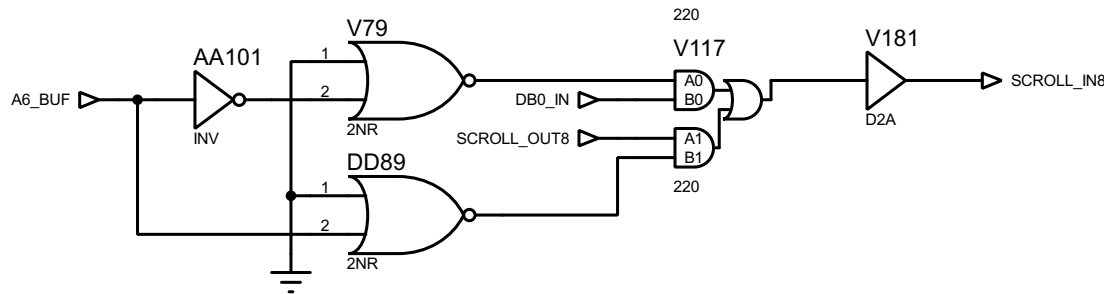 220
V79
V117
V181
AA101
1
A0
A6_BUF
2
DB0_IN
B0
SCROLL_IN8
INV
2NR
D2A
SCROLL_OUT8
A1
B1
DD89
220
1
2
2NR